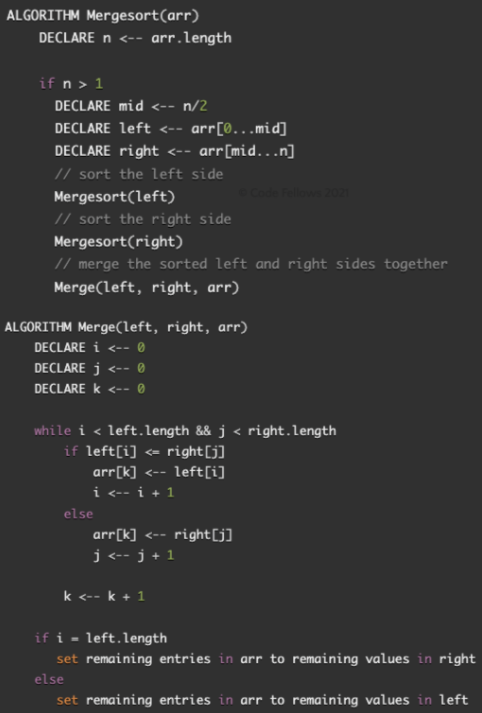 ALGORITHM Mergesort(arr)
DECLARE n <-- arr.length
if n > 1
DECLARE mid <-- n/2
DECLARE left <-- arr[0...mid]
DECLARE right <-- arr[mid...n]
// sort the left side
Mergesort(left)
© Code Fellows 2021
// sort the right side
Mergesort(right)
// merge the sorted left and right sides together
Merge(left, right, arr)
ALGORITHM Merge(left, right, arr)
DECLARE i <-- 0
DECLARE j <-- 0
DECLARE k <-- 0
while i < left.length && j < right.length
if left[i] <= right[j]
arr[k] <-- left[i]
i <-- i + 1
else
arr[k] <-- right[j]
j <-- j + 1
k <-- k + 1
if i = left.length
set remaining entries in arr to remaining values in right
else
set remaining entries in arr to remaining values in left